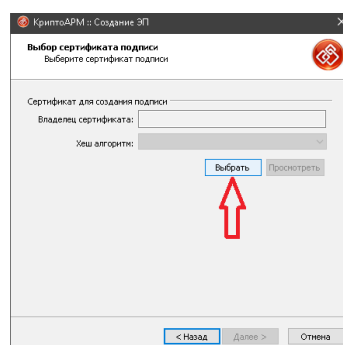 КриптоАРМ :: Создание ЭП
Выбор сертификата подписи
Выберите сертификат подписи
Сертификат для создания подписи
Владелец сертификата:
Хеш алгоритм:
Выбрать Просмотреть
< Назад Далее > Отмена